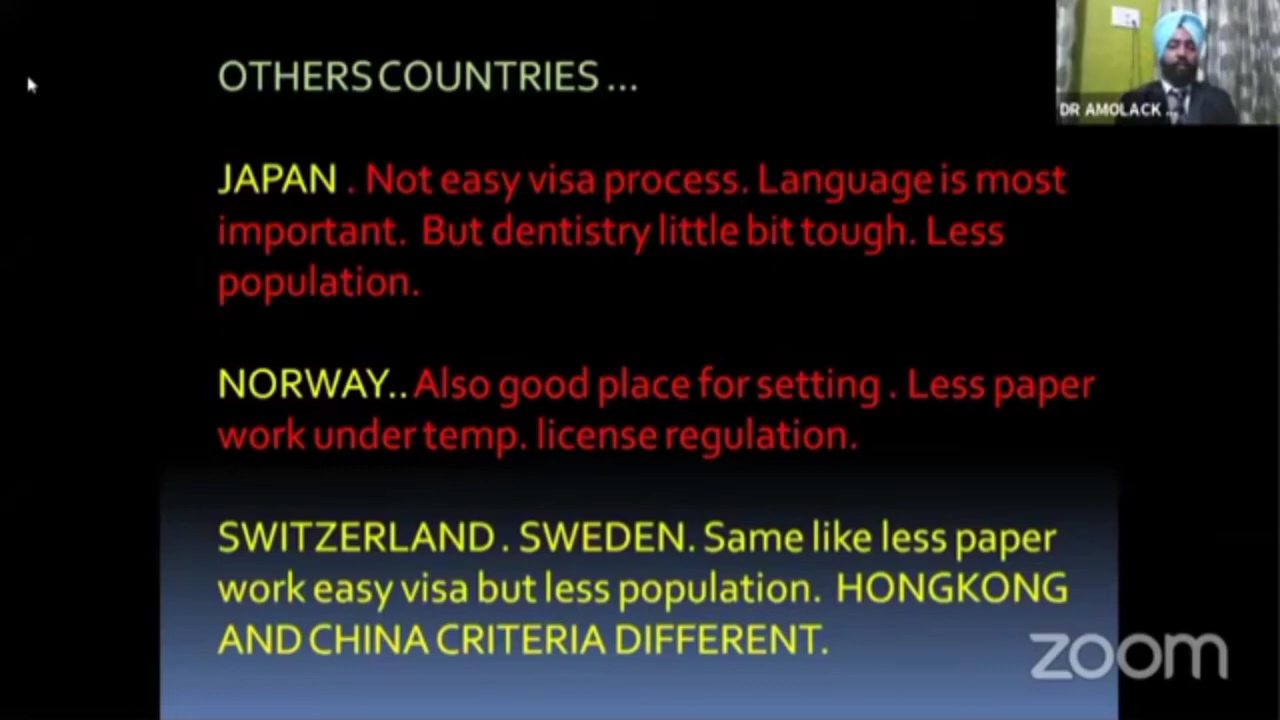 OTHERS COUNTRIES ...
DR AMOLACK ...
JAPAN . Not easy visa process. Language is most
important. But dentistry little bit tough. Less
population.
NORWAY.. Also good place for setting . Less paper
work under temp. license regulation.
SWITZERLAND . SWEDEN. Same like less paper
work easy visa but less population. HONGKONG
AND CHINA CRITERIA DIFFERENT.
zoom